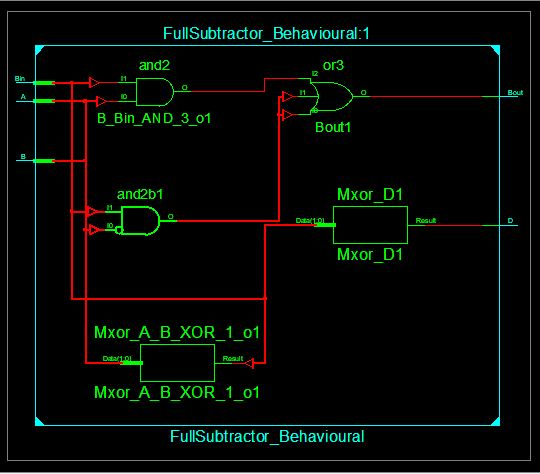 FullSubtractor_Behavioural:1
and2
or3
Bin
I1
I2
O
A
I0
I1
O
Bout
B_Bin_AND_3_o1
I0
Bout1
B
and2b1
Mxor_D1
I1
O
I0
Data(1:0)
Result
D
Mxor_D1
Mxor_A_B_XOR_1_o1
Data(1:0)
Result
Mxor_A_B_XOR_1_o1
FullSubtractor_Behavioural